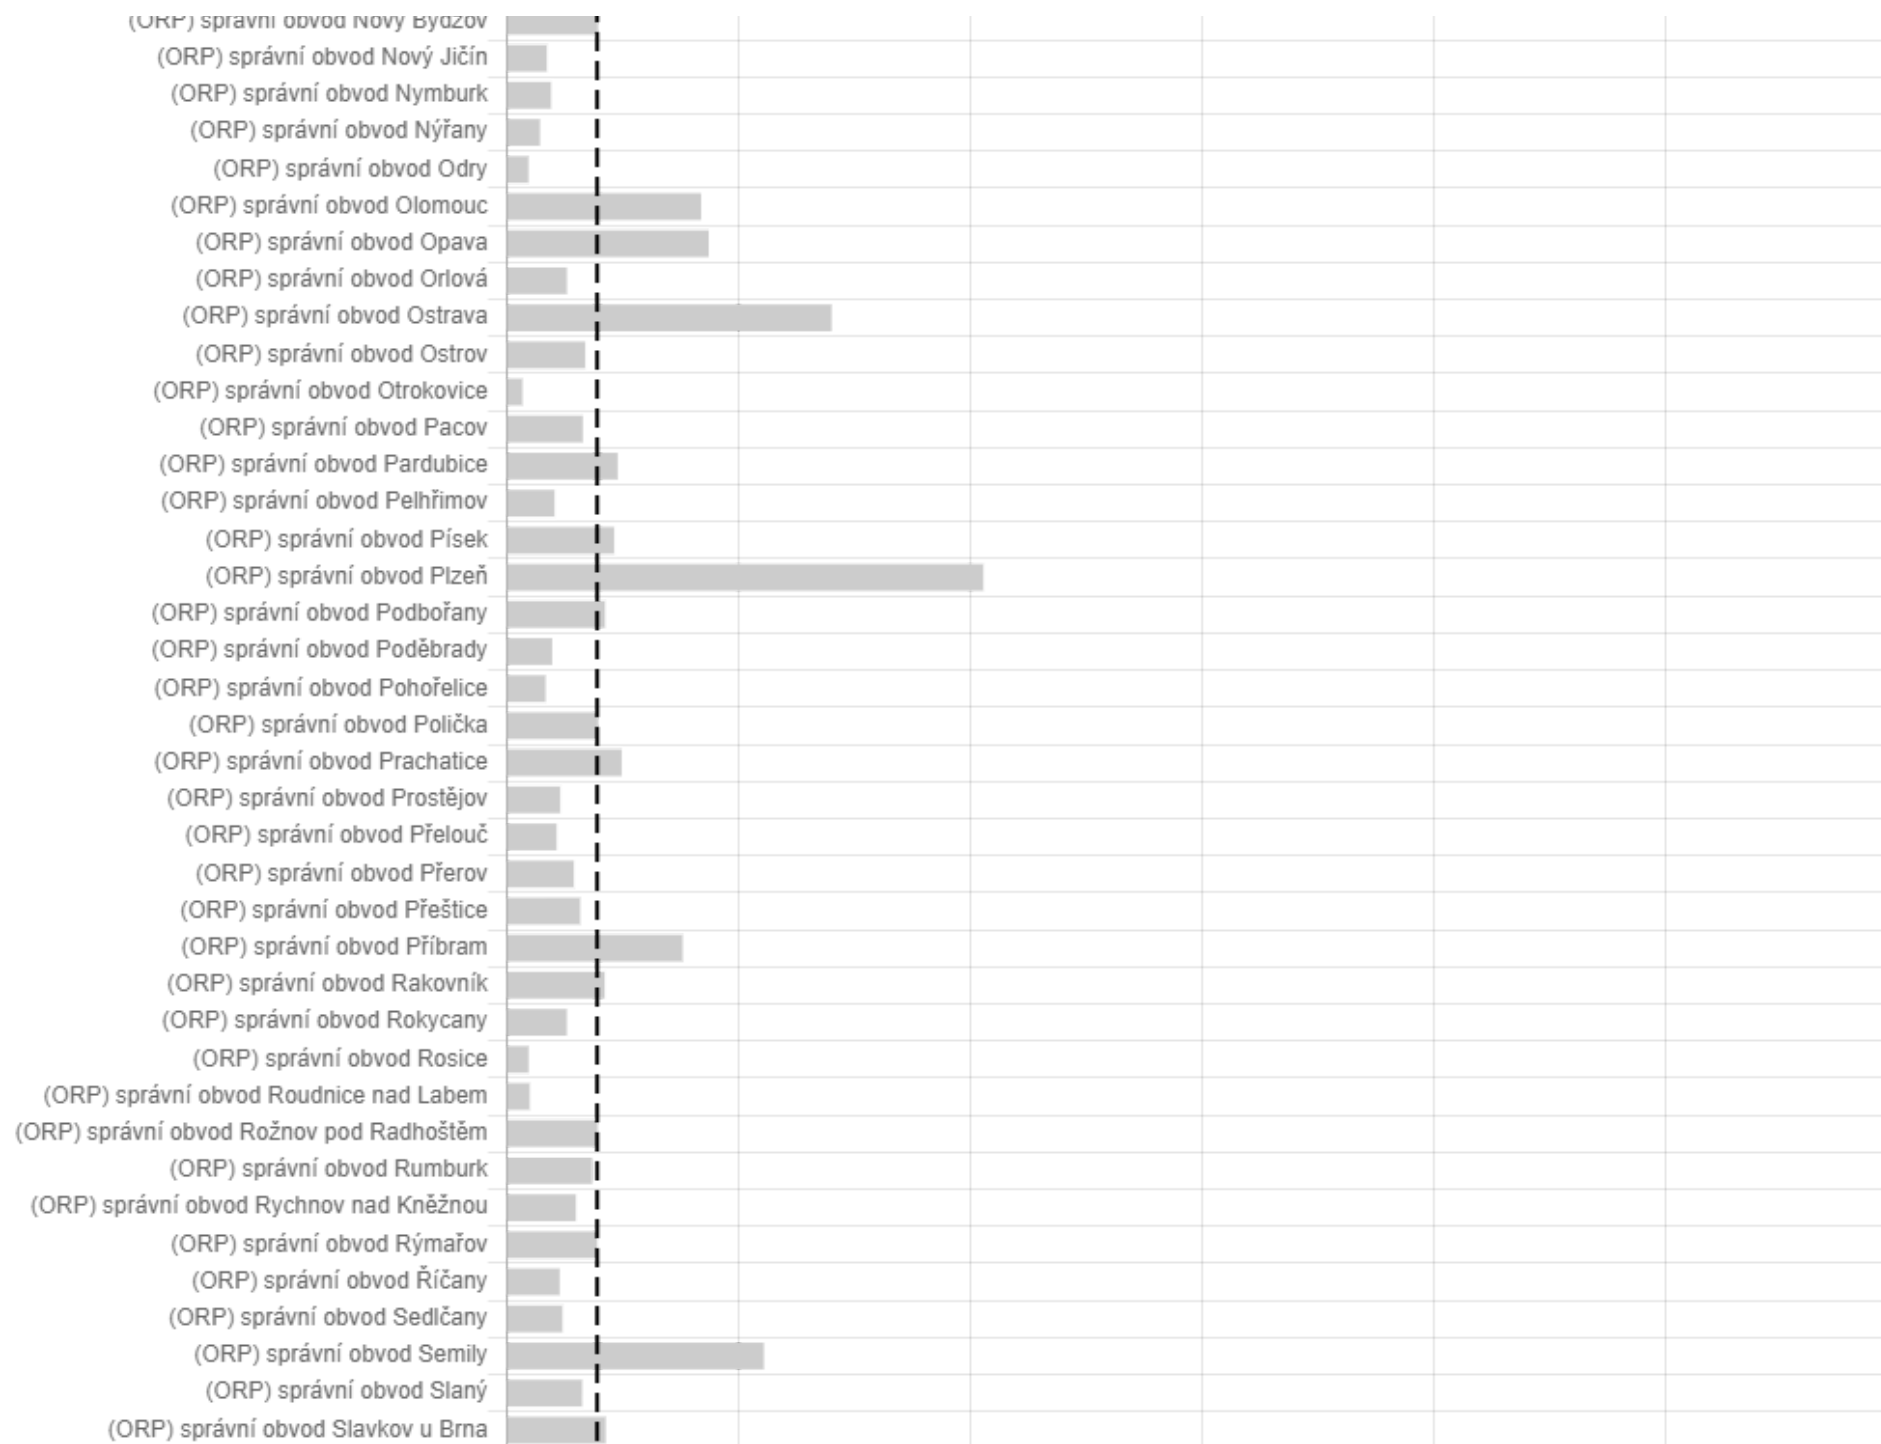 (ORP) správní obvod Nový Bydžov
(ORP) správní obvod Nový Jičín
(ORP) správní obvod Nymburk
(ORP) správní obvod Nýřany
(ORP) správní obvod Odry
(ORP) správní obvod Olomouc
(ORP) správní obvod Opava
(ORP) správní obvod Orlová
(ORP) správní obvod Ostrava
(ORP) správní obvod Ostrov
(ORP) správní obvod Otrokovice
(ORP) správní obvod Pacov
(ORP) správní obvod Pardubice
(ORP) správní obvod Pelhřimov
(ORP) správní obvod Písek
(ORP) správní obvod Plzeň
(ORP) správní obvod Podbořany
(ORP) správní obvod Poděbrady
(ORP) správní obvod Pohořelice
(ORP) správní obvod Polička
(ORP) správní obvod Prachatice
(ORP) správní obvod Prostějov
(ORP) správní obvod Přelouč
(ORP) správní obvod Přerov
(ORP) správní obvod Přeštice
(ORP) správní obvod Příbram
(ORP) správní obvod Rakovník
(ORP) správní obvod Rokycany
(ORP) správní obvod Rosice
(ORP) správní obvod Roudnice nad Labem
(ORP) správní obvod Rožnov pod Radhoštěm
(ORP) správní obvod Rumburk
(ORP) správní obvod Rychnov nad Kněžnou
(ORP) správní obvod Rýmařov
(ORP) správní obvod Říčany
(ORP) správní obvod Sedlčany
(ORP) správní obvod Semily
(ORP) správní obvod Slaný
(ORP) správní obvod Slavkov u Brna